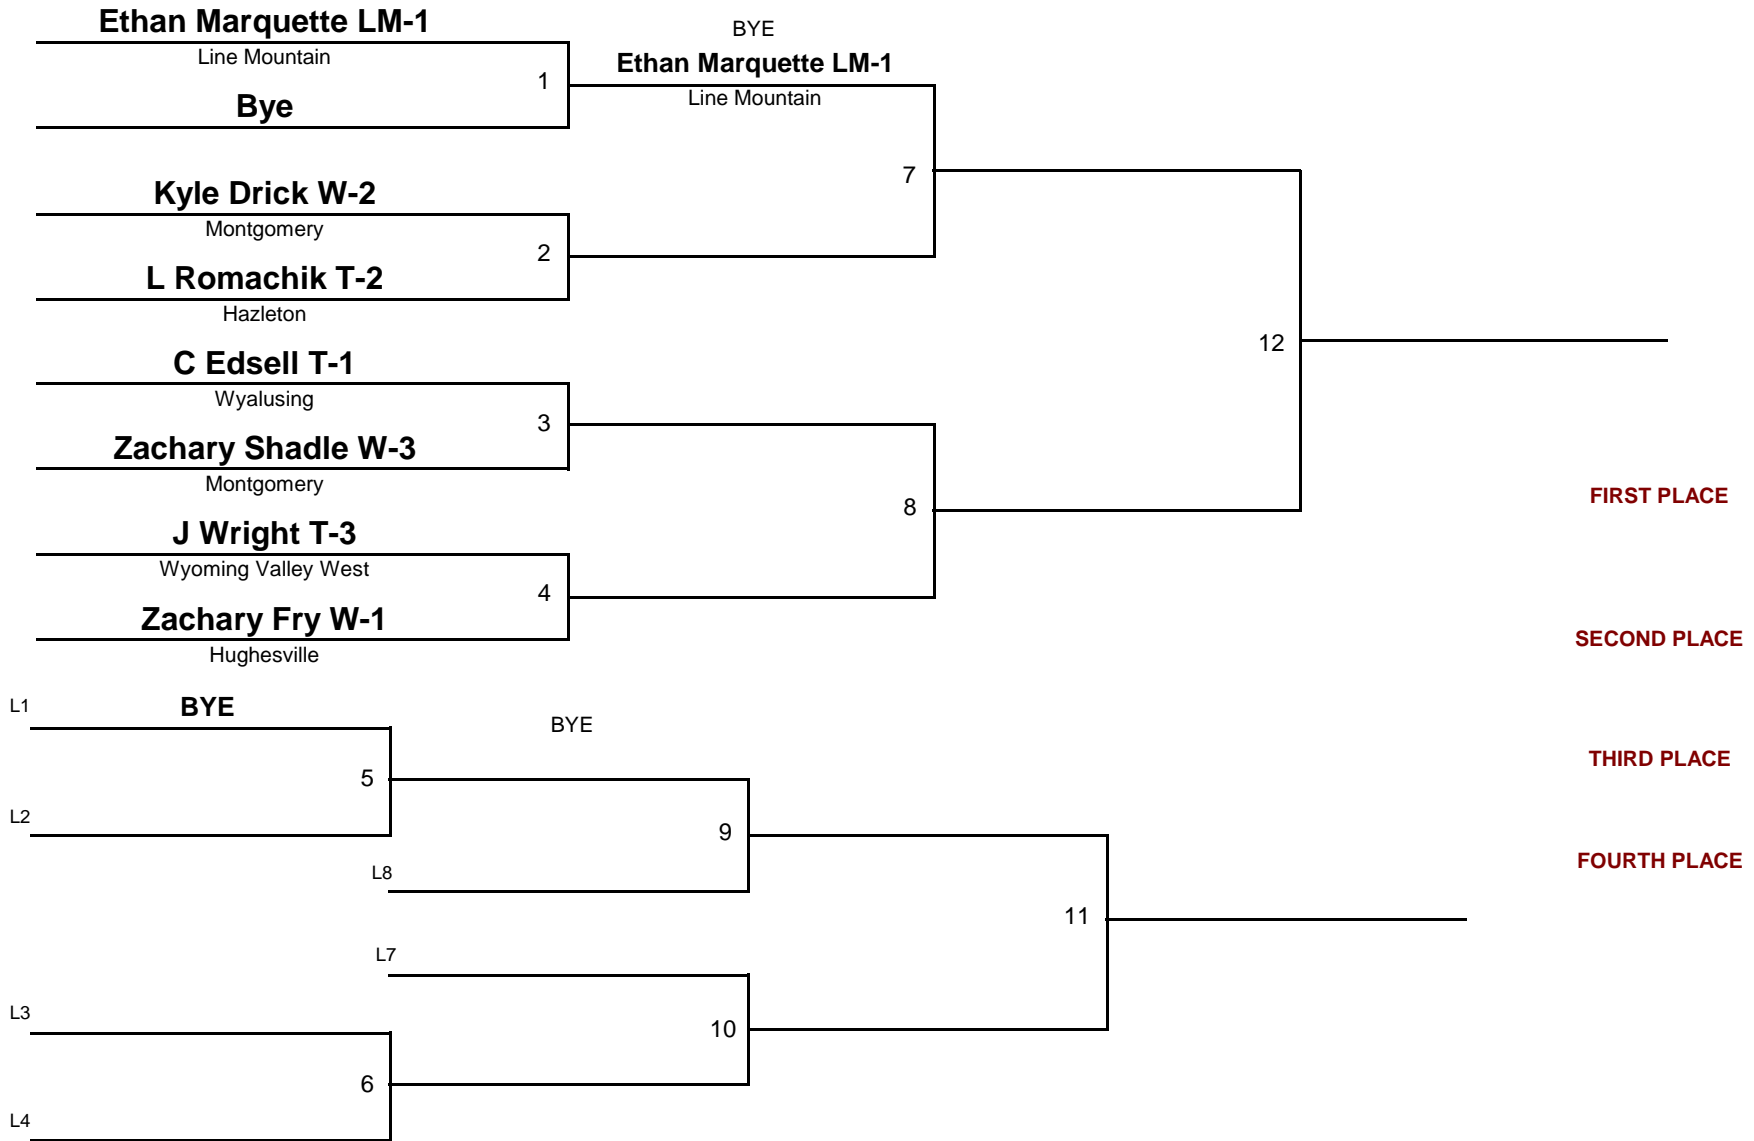 Ethan Marquette LM-1
Line Mountain
1
Bye
BYE
Ethan Marquette LM-1
Line Mountain
Kyle Drick W-2
Montgomery
2
L Romachik T-2
Hazleton
7
C Edsell T-1
Wyalusing
3
Zachary Shadle W-3
Montgomery
J Wright T-3
Wyoming Valley West
4
Zachary Fry W-1
Hughesville
8
12
FIRST PLACE
SECOND PLACE
THIRD PLACE
FOURTH PLACE
L1
BYE
5
L2
BYE
9
L8
L7
10
L3
6
L4
11